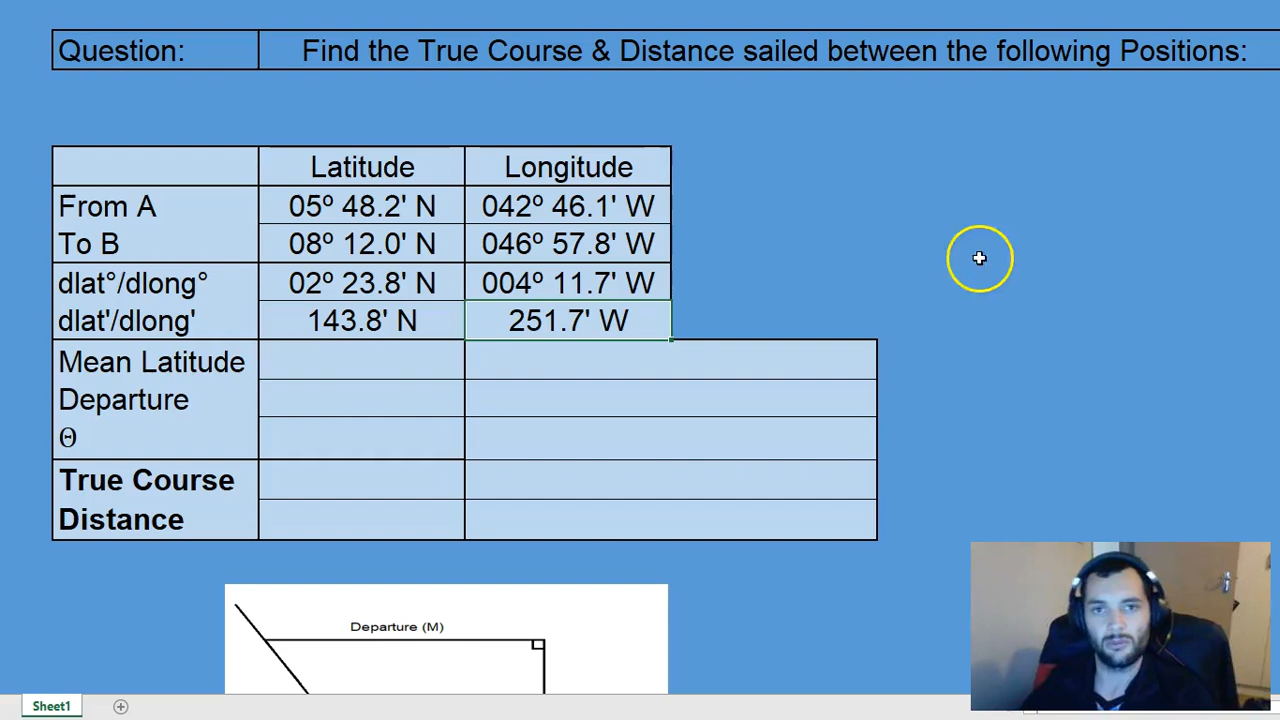 Question: Find the True Course & Distance sailed between the following Positions:
Latitude Longitude
From A 05º 48.2' N 042º 46.1' W
To B 08º 12.0' N 046º 57.8' W
dlat°/dlong° 02º 23.8' N 004º 11.7' W
dlat'/dlong' 143.8' N 251.7' W
Mean Latitude
Departure
Θ
True Course
Distance
Departure (M)
Sheet1